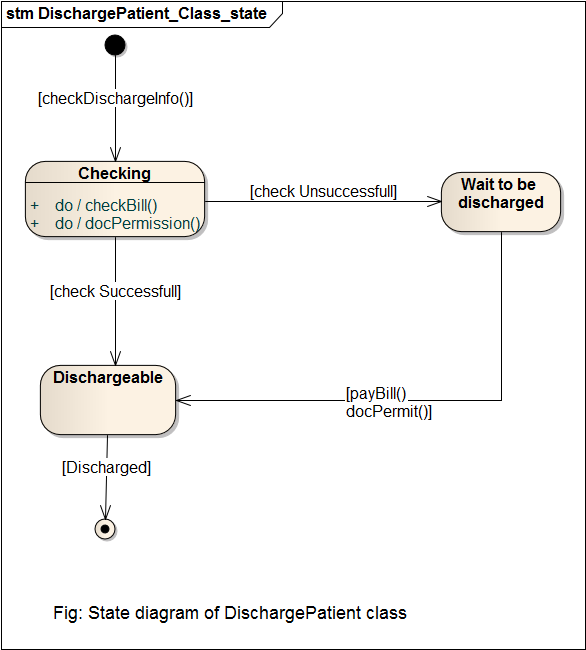 stm DischargePatient_Class_state
[checkDischargeInfo()]
Checking
+ do / checkBill()
+ do / docPermission()
[check Unsuccessfull]
Wait to be
discharged
[check Successfull]
Dischargeable
[payBill()
docPermit()]
[Discharged]
Fig: State diagram of DischargePatient class